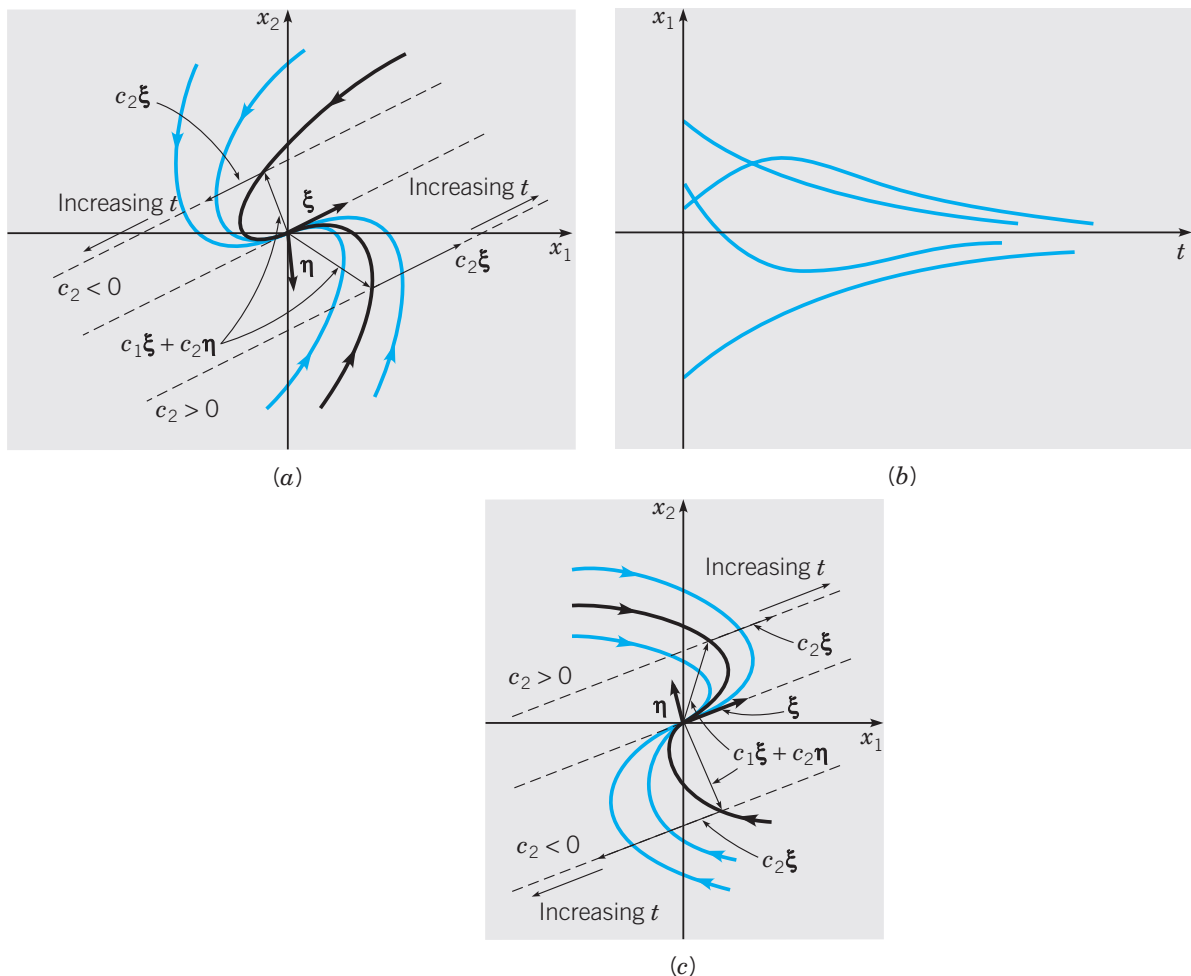 x₂
c₂ξ
Increasing t
Increasing t
ξ
x₁
η
c₂ξ
c₂ < 0
c₁ξ + c₂η
c₂ > 0
(a)
x₁
t
(b)
x₂
Increasing t
c₂ξ
c₂ > 0
η
ξ
x₁
c₁ξ + c₂η
c₂ < 0
c₂ξ
Increasing t
(c)